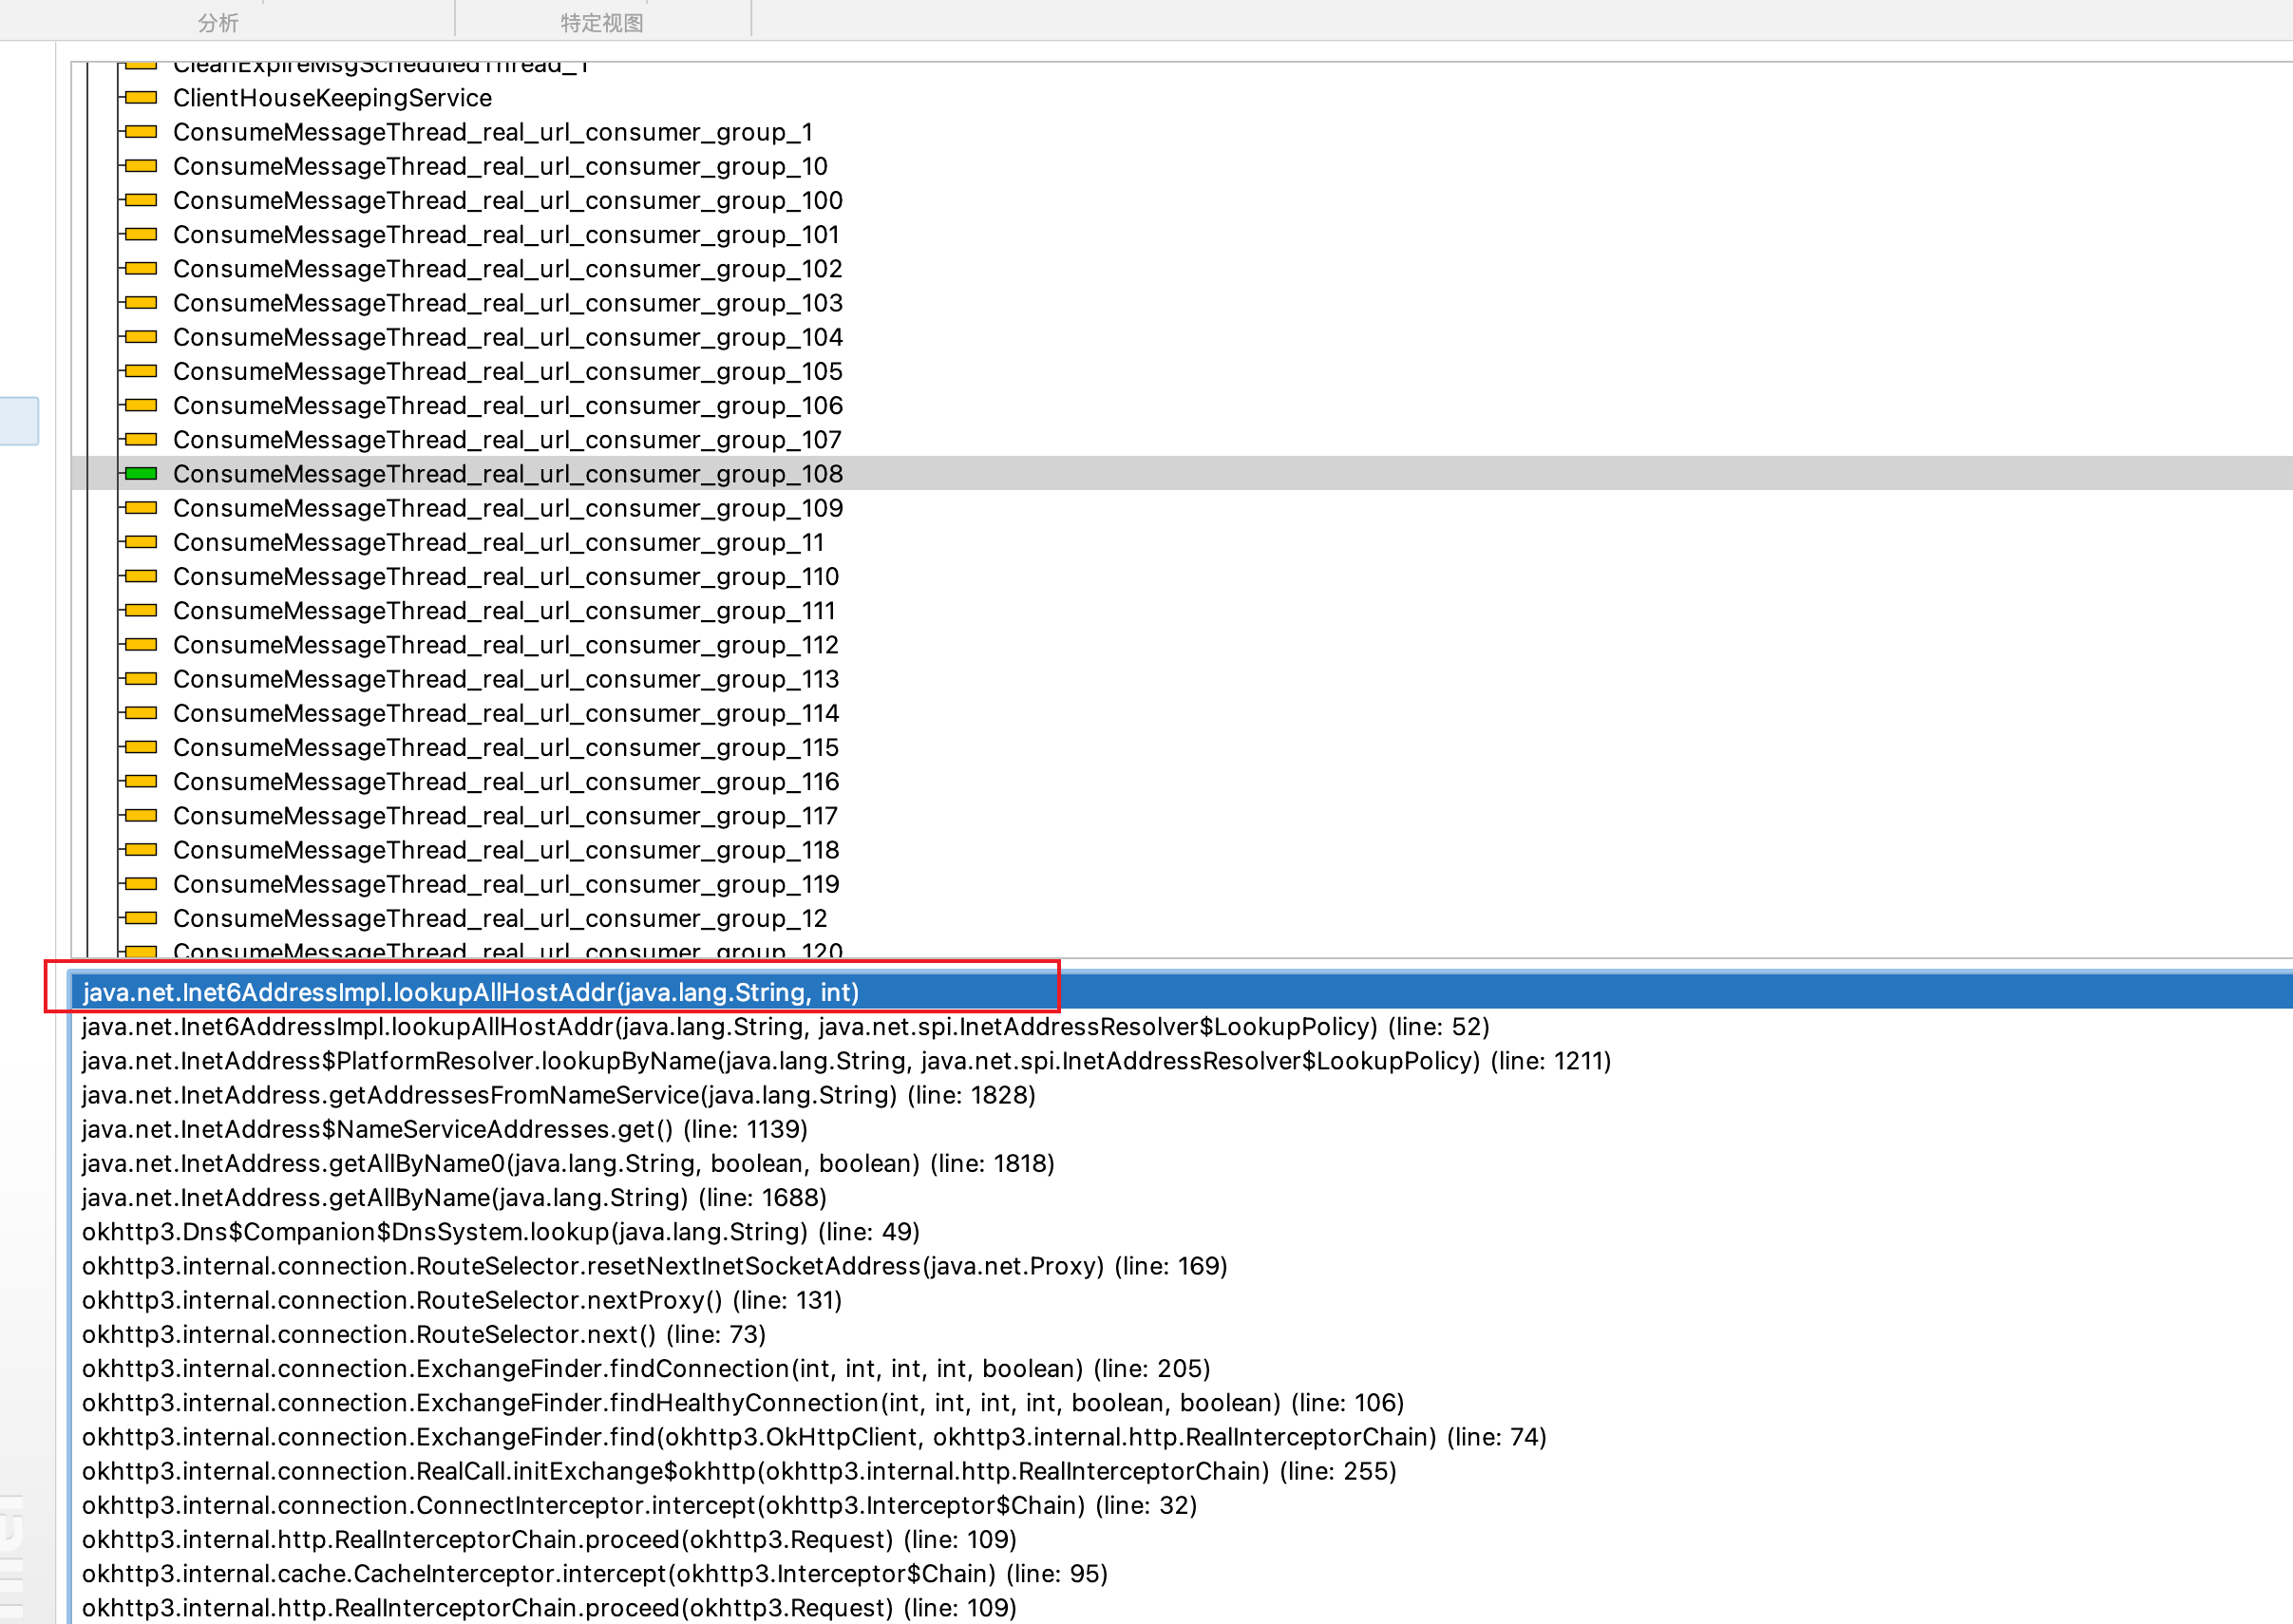 分析
特定视图
CleanExpireMsgScheduledThread_1
ClientHouseKeepingService
ConsumeMessageThread_real_url_consumer_group_1
ConsumeMessageThread_real_url_consumer_group_10
ConsumeMessageThread_real_url_consumer_group_100
ConsumeMessageThread_real_url_consumer_group_101
ConsumeMessageThread_real_url_consumer_group_102
ConsumeMessageThread_real_url_consumer_group_103
ConsumeMessageThread_real_url_consumer_group_104
ConsumeMessageThread_real_url_consumer_group_105
ConsumeMessageThread_real_url_consumer_group_106
ConsumeMessageThread_real_url_consumer_group_107
ConsumeMessageThread_real_url_consumer_group_108
ConsumeMessageThread_real_url_consumer_group_109
ConsumeMessageThread_real_url_consumer_group_11
ConsumeMessageThread_real_url_consumer_group_110
ConsumeMessageThread_real_url_consumer_group_111
ConsumeMessageThread_real_url_consumer_group_112
ConsumeMessageThread_real_url_consumer_group_113
ConsumeMessageThread_real_url_consumer_group_114
ConsumeMessageThread_real_url_consumer_group_115
ConsumeMessageThread_real_url_consumer_group_116
ConsumeMessageThread_real_url_consumer_group_117
ConsumeMessageThread_real_url_consumer_group_118
ConsumeMessageThread_real_url_consumer_group_119
ConsumeMessageThread_real_url_consumer_group_12
ConsumeMessageThread_real_url_consumer_group_120
java.net.Inet6AddressImpl.lookupAllHostAddr(java.lang.String, int)
java.net.Inet6AddressImpl.lookupAllHostAddr(java.lang.String, java.net.spi.InetAddressResolver$LookupPolicy) (line: 52)
java.net.InetAddress$PlatformResolver.lookupByName(java.lang.String, java.net.spi.InetAddressResolver$LookupPolicy) (line: 1211)
java.net.InetAddress.getAddressesFromNameService(java.lang.String) (line: 1828)
java.net.InetAddress$NameServiceAddresses.get() (line: 1139)
java.net.InetAddress.getAllByName0(java.lang.String, boolean, boolean) (line: 1818)
java.net.InetAddress.getAllByName(java.lang.String) (line: 1688)
okhttp3.Dns$Companion$DnsSystem.lookup(java.lang.String) (line: 49)
okhttp3.internal.connection.RouteSelector.resetNextInetSocketAddress(java.net.Proxy) (line: 169)
okhttp3.internal.connection.RouteSelector.nextProxy() (line: 131)
okhttp3.internal.connection.RouteSelector.next() (line: 73)
okhttp3.internal.connection.ExchangeFinder.findConnection(int, int, int, int, boolean) (line: 205)
okhttp3.internal.connection.ExchangeFinder.findHealthyConnection(int, int, int, int, boolean, boolean) (line: 106)
okhttp3.internal.connection.ExchangeFinder.find(okhttp3.OkHttpClient, okhttp3.internal.http.RealInterceptorChain) (line: 74)
okhttp3.internal.connection.RealCall.initExchange$okhttp(okhttp3.internal.http.RealInterceptorChain) (line: 255)
okhttp3.internal.connection.ConnectInterceptor.intercept(okhttp3.Interceptor$Chain) (line: 32)
okhttp3.internal.http.RealInterceptorChain.proceed(okhttp3.Request) (line: 109)
okhttp3.internal.cache.CacheInterceptor.intercept(okhttp3.Interceptor$Chain) (line: 95)
okhttp3.internal.http.RealInterceptorChain.proceed(okhttp3.Request) (line: 109)